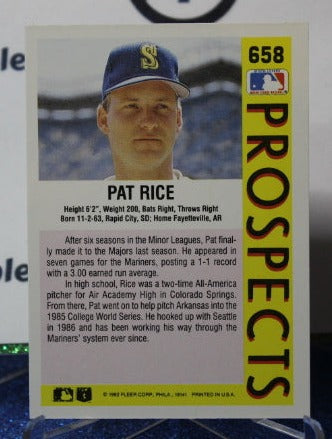 658
S
PROSPECTS
PAT RICE
Height 6'2", Weight 200, Bats Right, Throws Right
Born 11-2-63, Rapid City, SD; Home Fayetteville, AR
After six seasons in the Minor Leagues, Pat final-
ly made it to the Majors last season. He appeared in
seven games for the Mariners, posting a 1-1 record
with a 3.00 earned run average.
In high school, Rice was a two-time All-America
pitcher for Air Academy High in Colorado Springs.
From there, Pat went on to help pitch Arkansas into the
1985 College World Series. He hooked up with Seattle
in 1986 and has been working his way through the
Mariners' system ever since.
© 1992 FLEER CORP., PHILA., 19141 PRINTED IN U.S.A.